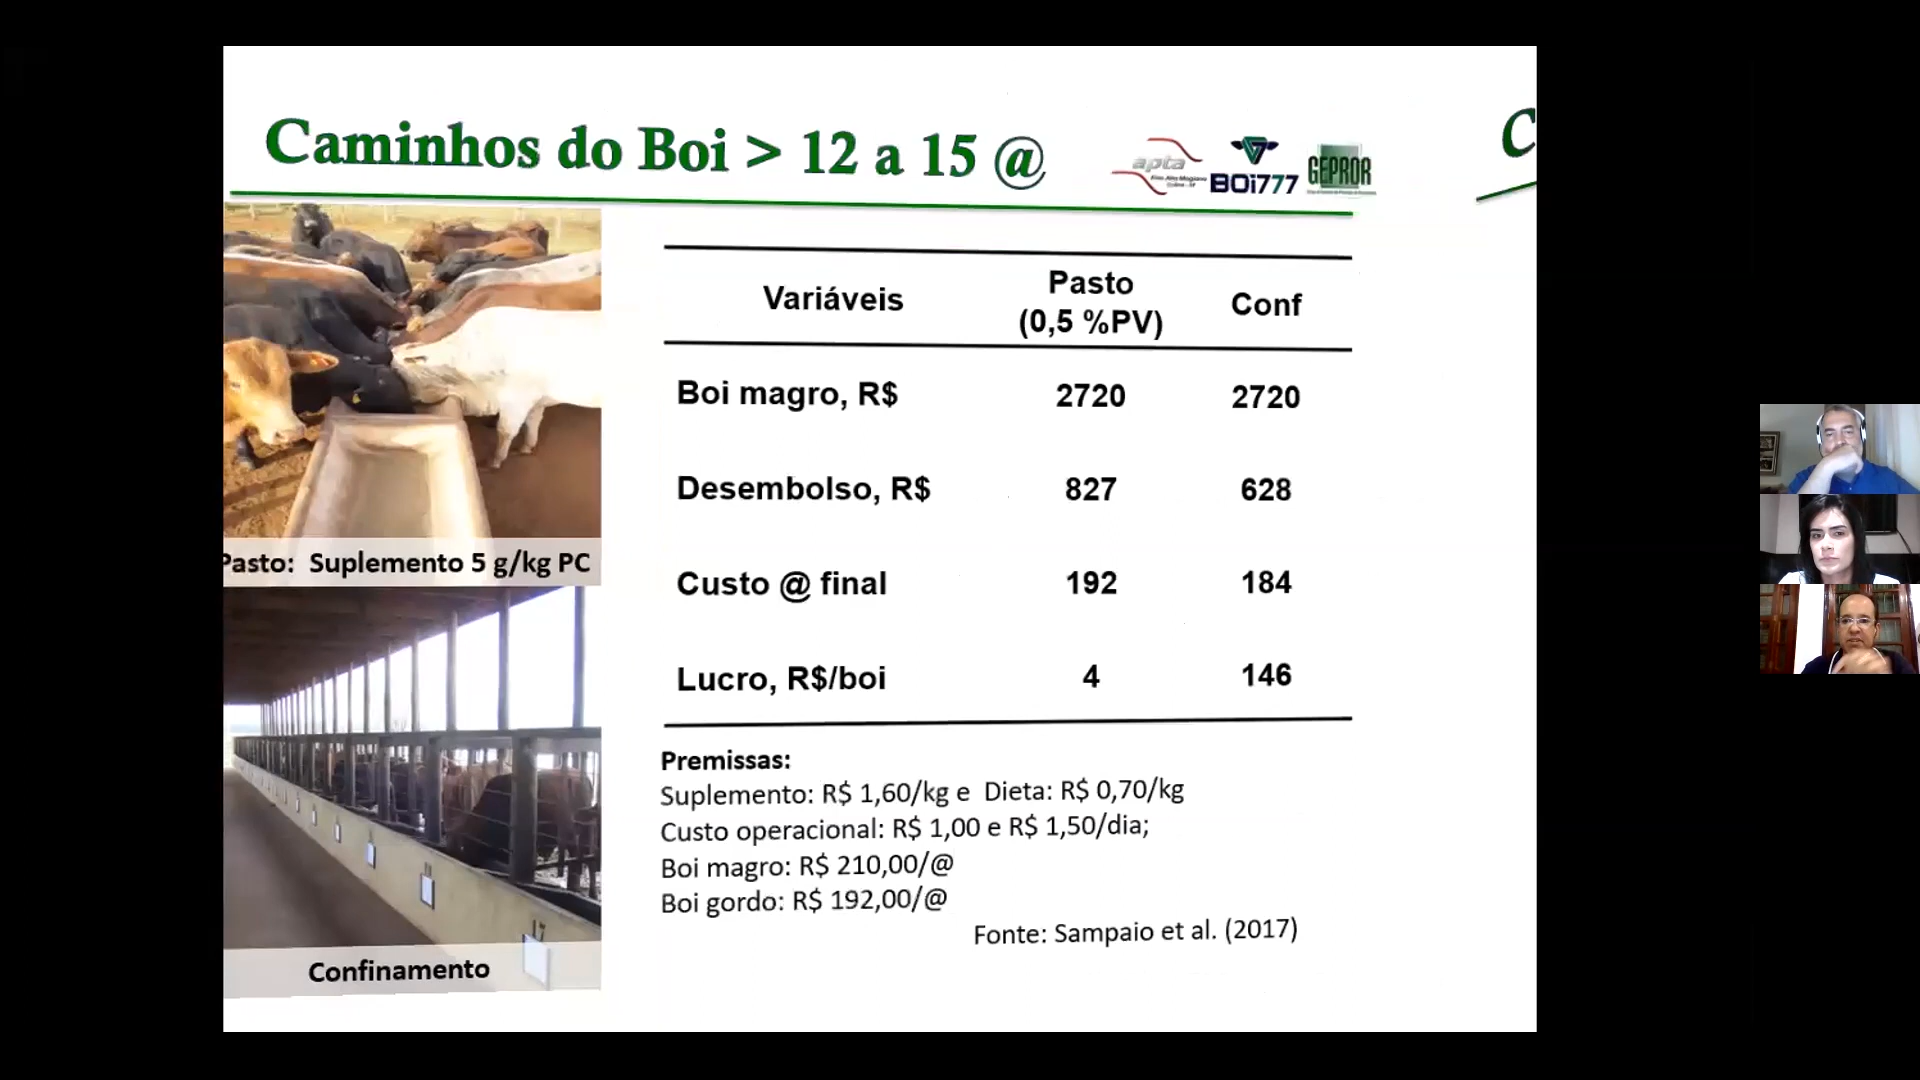 Caminhos do Boi > 12 a 15 @
apta
BOi777
GEPROR
C
Variáveis
Pasto
(0,5 %PV)
Conf
Boi magro, R$ 2720 2720
Desembolso, R$ 827 628
Custo @ final 192 184
Lucro, R$/boi 4 146
Pasto: Suplemento 5 g/kg PC
17
Confinamento
Premissas:
Suplemento: R$ 1,60/kg e Dieta: R$ 0,70/kg
Custo operacional: R$ 1,00 e R$ 1,50/dia;
Boi magro: R$ 210,00/@
Boi gordo: R$ 192,00/@
Fonte: Sampaio et al. (2017)